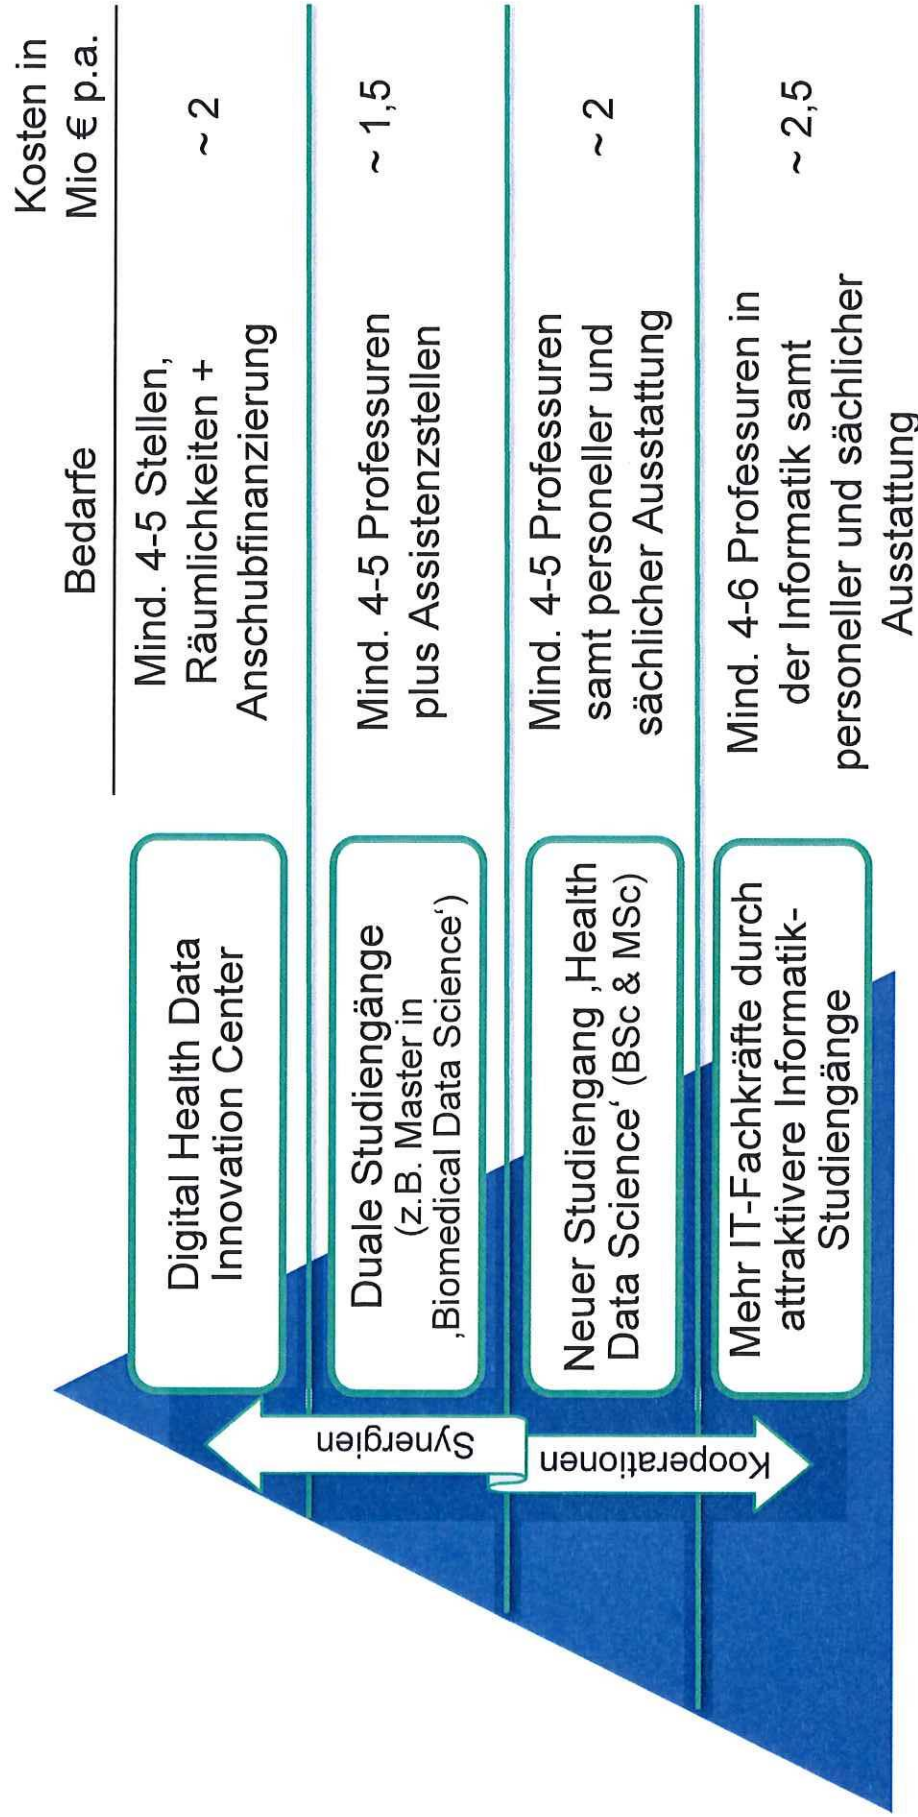 Bedarfe
Kosten in
Mio € p.a.
Digital Health Data
Innovation Center
Mind. 4-5 Stellen,
Räumlichkeiten +
Anschubfinanzierung
~ 2
Duale Studiengänge
(z.B. Master in
‚Biomedical Data Science‘)
Mind. 4-5 Professuren
plus Assistenzstellen
~ 1,5
Neuer Studiengang ‚Health
Data Science‘ (BSc & MSc)
Mind. 4-5 Professuren
samt personeller und
sächlicher Ausstattung
~ 2
Mehr IT-Fachkräfte durch
attraktivere Informatik-
Studiengänge
Mind. 4-6 Professuren in
der Informatik samt
personeller und sächlicher
Ausstattung
~ 2,5
Synergien
Kooperationen